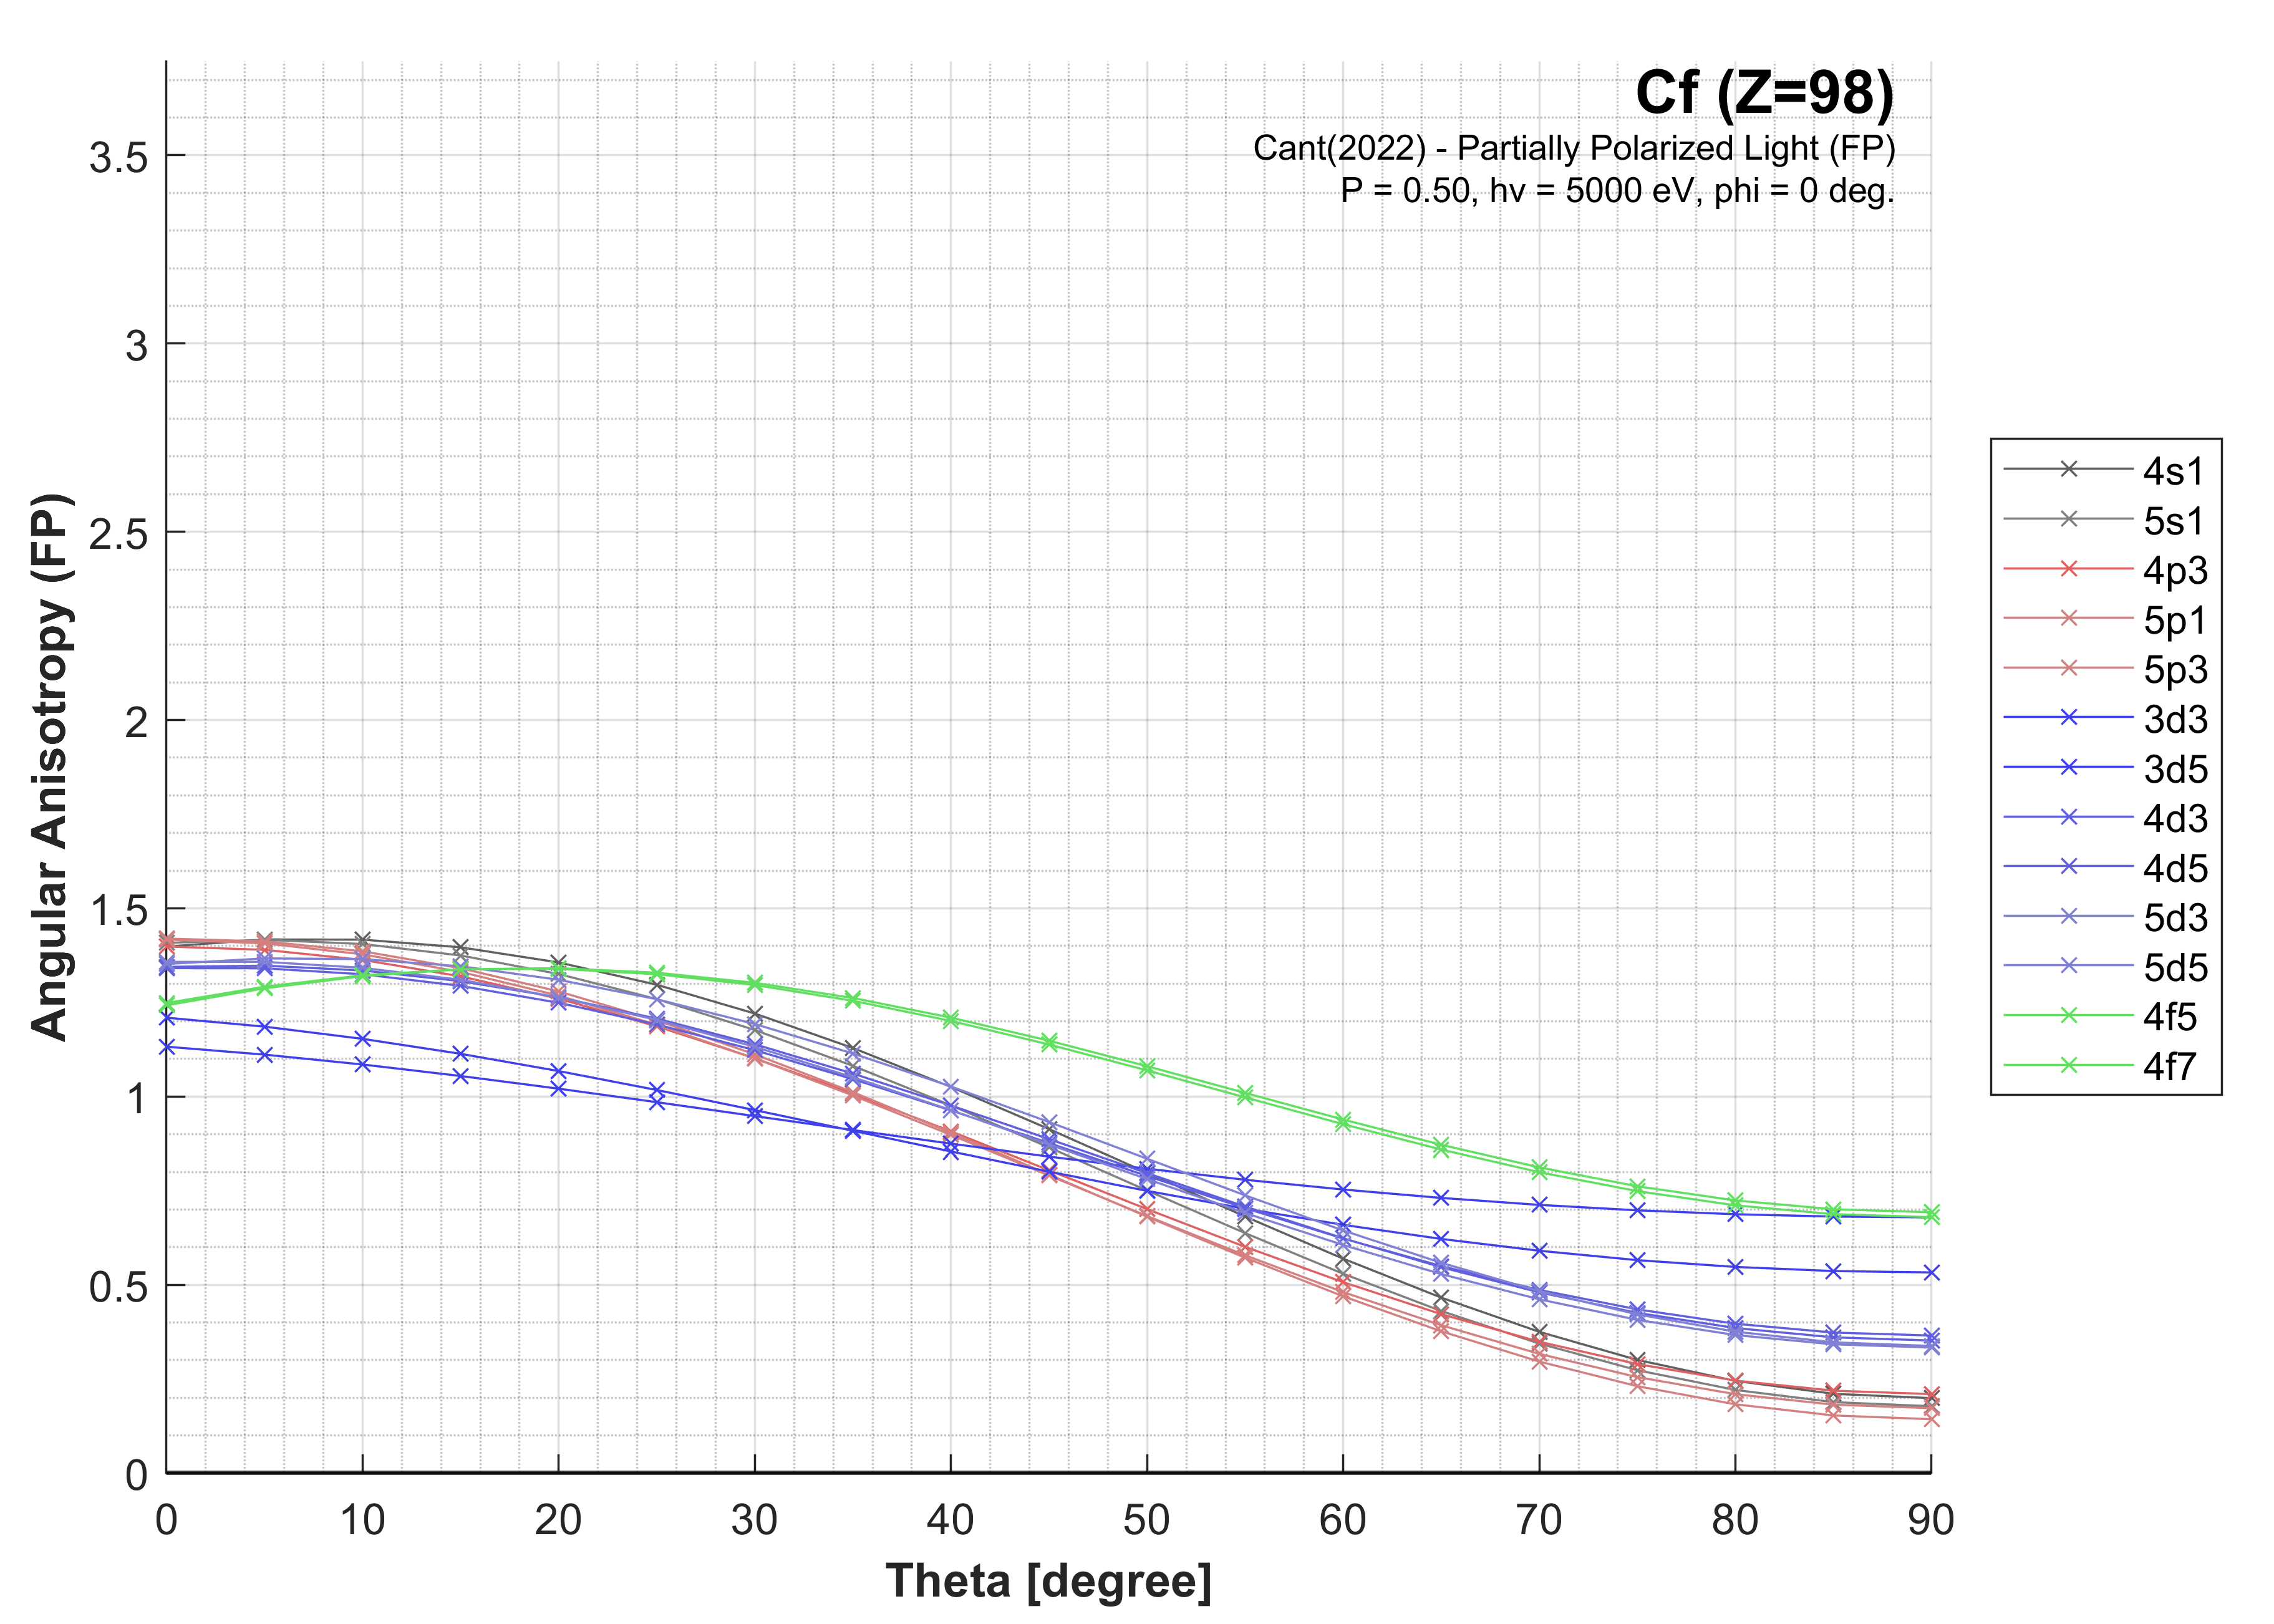 Cf (Z=98)
Cant(2022) - Partially Polarized Light (FP)
P = 0.50, hv = 5000 eV, phi = 0 deg.
Angular Anisotropy (FP)
3.5
3
2.5
2
1.5
1
0.5
0
0 10 20 30 40 50 60 70 80 90
Theta [degree]
4s1
5s1
4p3
5p1
5p3
3d3
3d5
4d3
4d5
5d3
5d5
4f5
4f7